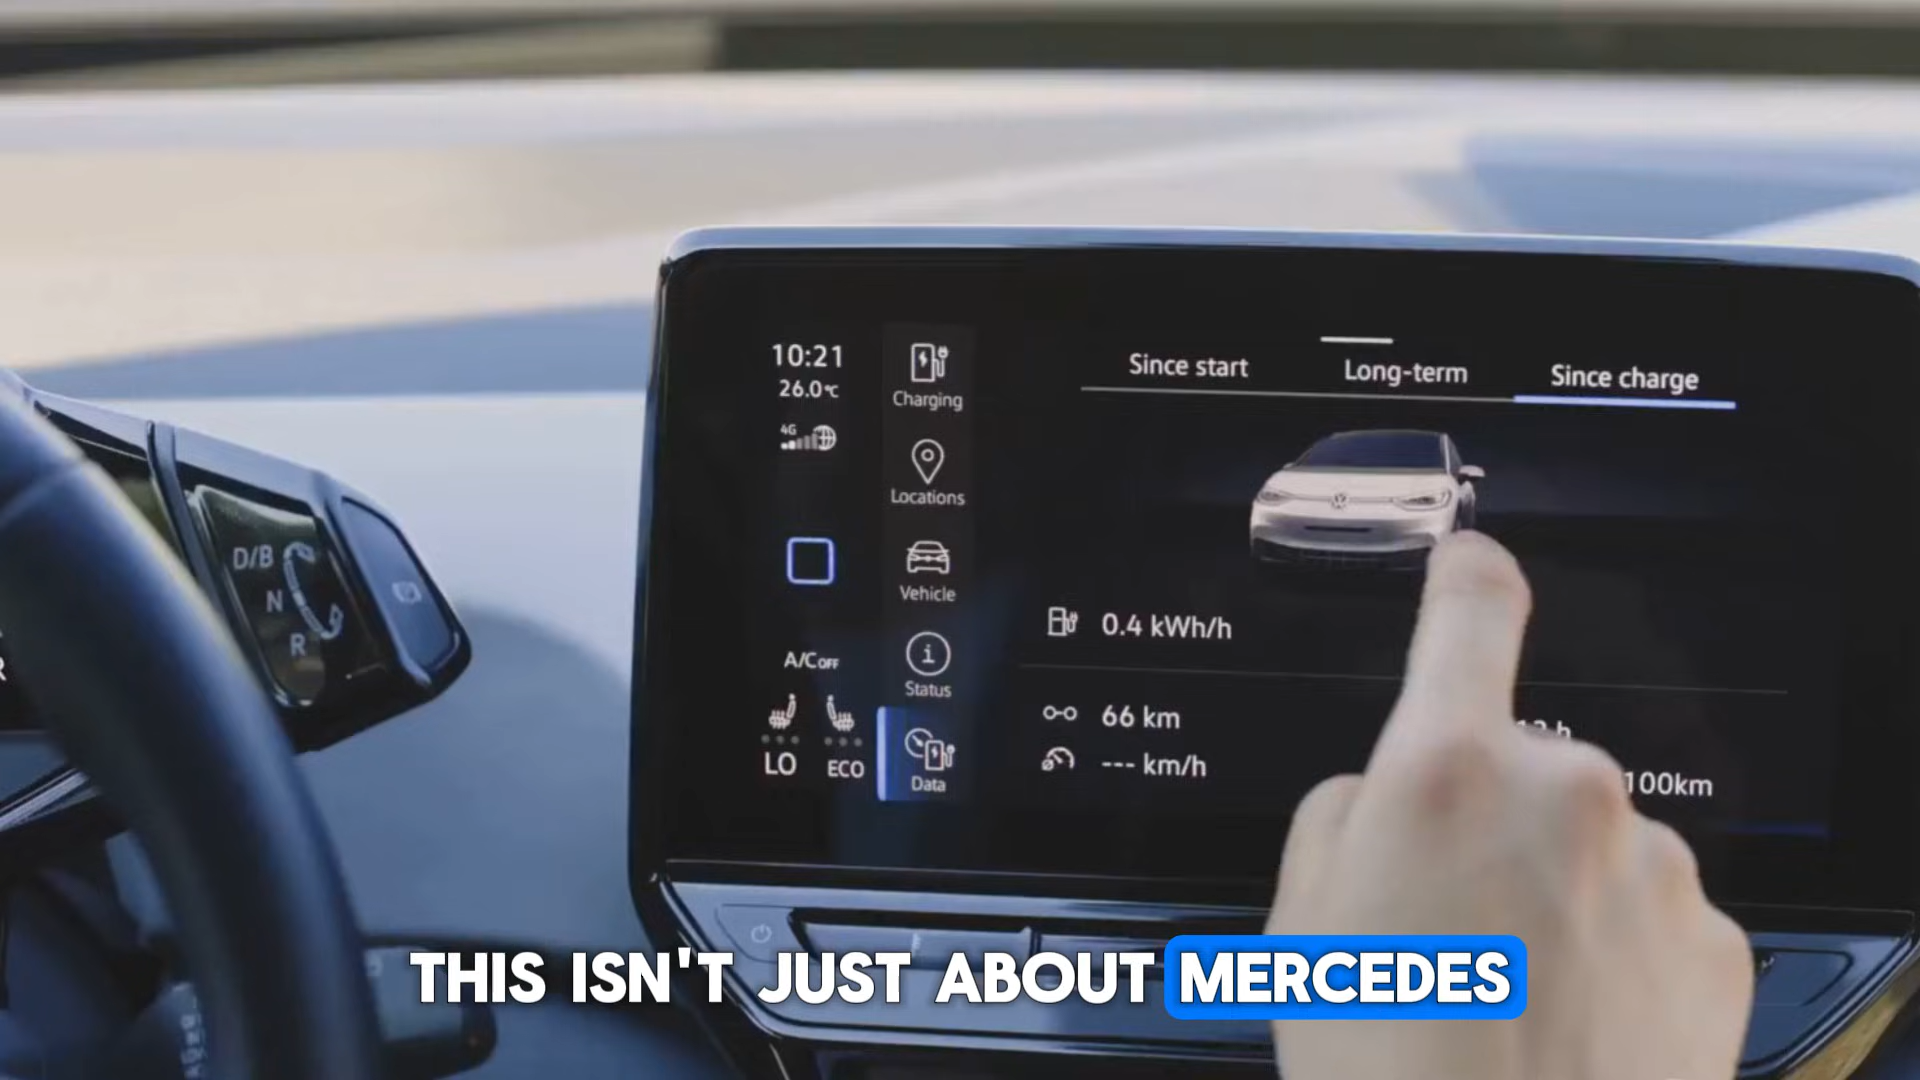 10:21
26.0°C
4G
Charging
Locations
Vehicle
Status
Data
A/C OFF
LO
ECO
Since start
Long-term
Since charge
0.4 kWh/h
66 km
--- km/h
h
100km
D/B
N
R
THIS ISN'T JUST ABOUT MERCEDES